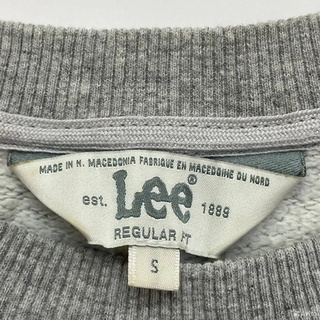 MADE IN N. MACEDONIA FABRIQUE EN MACEDOINE DU NORD
Lee®
est. 1889
REGULAR FIT
S